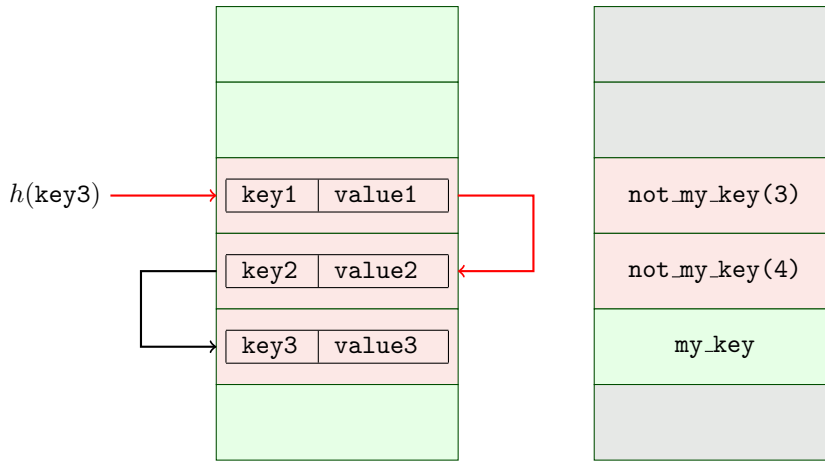 h(key3) key1 value1 not_my_key(3)
key2 value2 not_my_key(4)
key3 value3 my_key